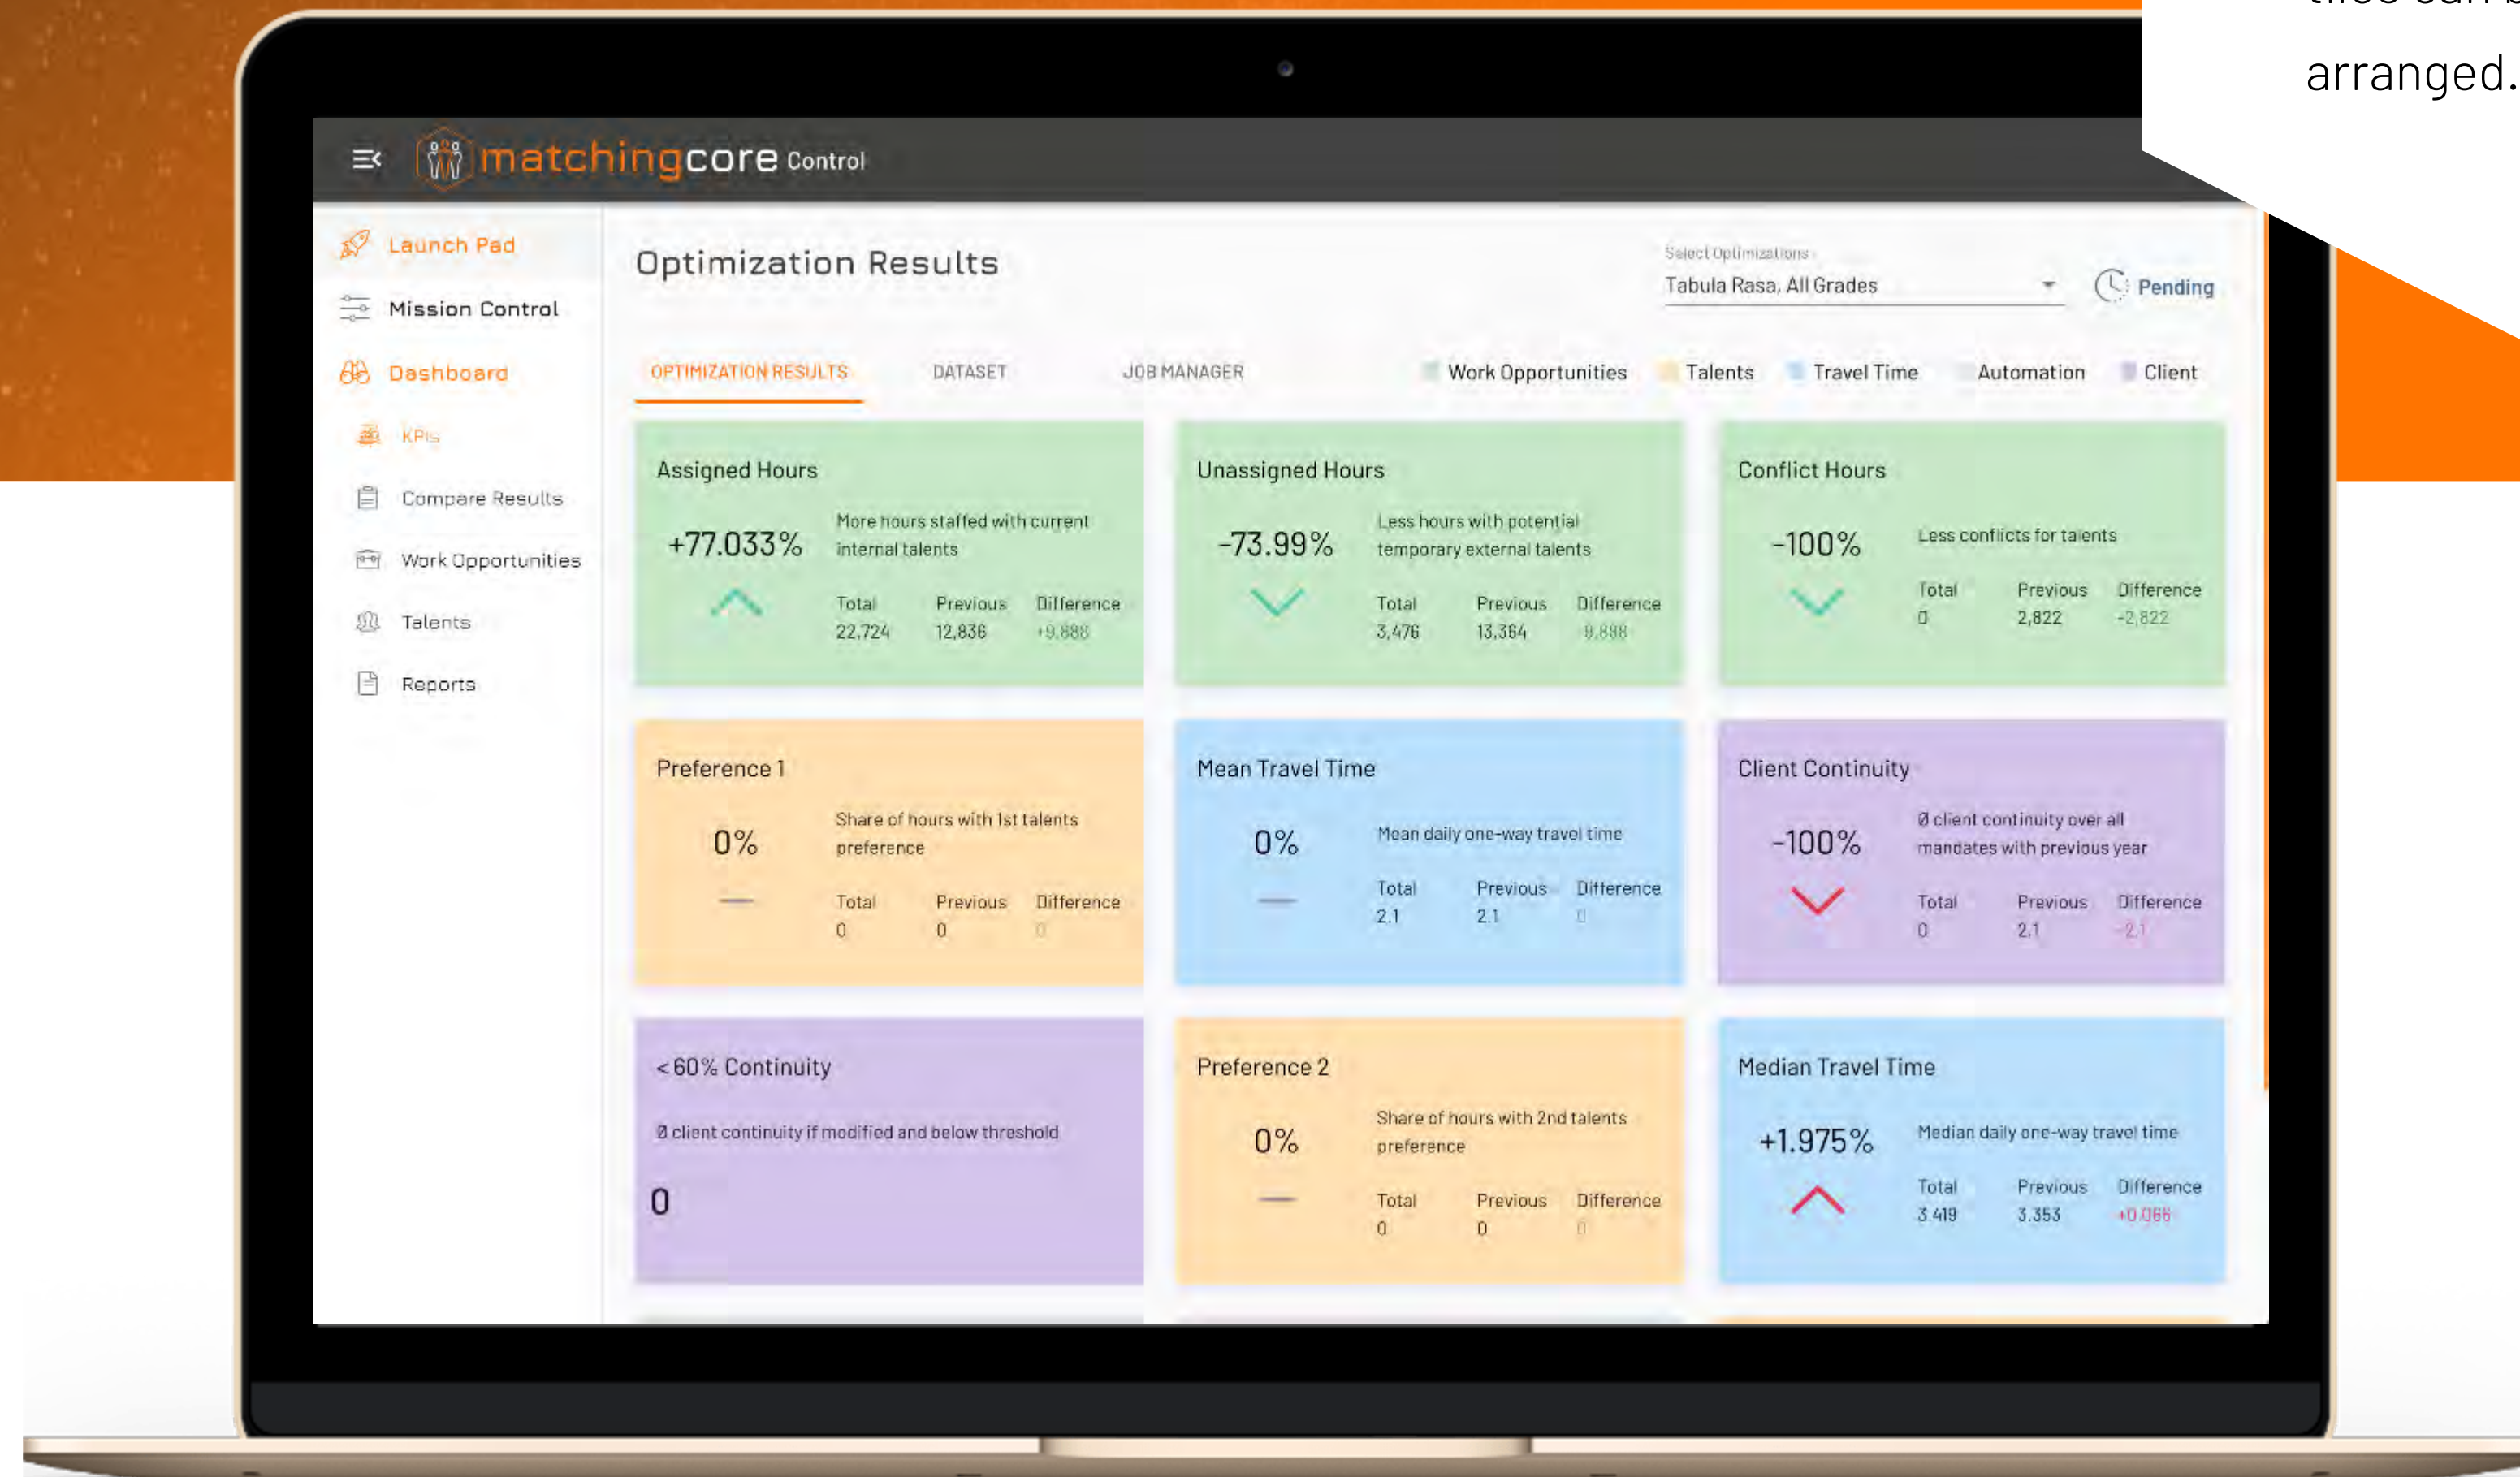 arranged.
matchingcore Control
Launch Pad
Mission Control
Dashboard
KPIs
Compare Results
Work Opportunities
Talents
Reports
Optimization Results
Select Optimizations
Tabula Rasa, All Grades
Pending
OPTIMIZATION RESULTS DATASET JOB MANAGER
Work Opportunities Talents Travel Time Automation Client
Assigned Hours
+77.033%
More hours staffed with current
internal talents
Total Previous Difference
22,724 12,836 +9,888
Unassigned Hours
-73.99%
Less hours with potential
temporary external talents
Total Previous Difference
3,476 13,364
Conflict Hours
-100%
Less conflicts for talents
Total Previous Difference
0 2,822 -2,822
Preference 1
0%
Share of hours with 1st talents
preference
Total Previous Difference
0 0 0
Mean Travel Time
0%
Mean daily one-way travel time
Total Previous Difference
2.1 2.1 0
Client Continuity
-100%
Ø client continuity over all
mandates with previous year
Total Previous Difference
0 2.1 -2.1
<60% Continuity
Ø client continuity if modified and below threshold
0
Preference 2
0%
Share of hours with 2nd talents
preference
Total Previous Difference
0 0 0
Median Travel Time
+1.975%
Median daily one-way travel time
Total Previous Difference
3.419 3.353 +0.066